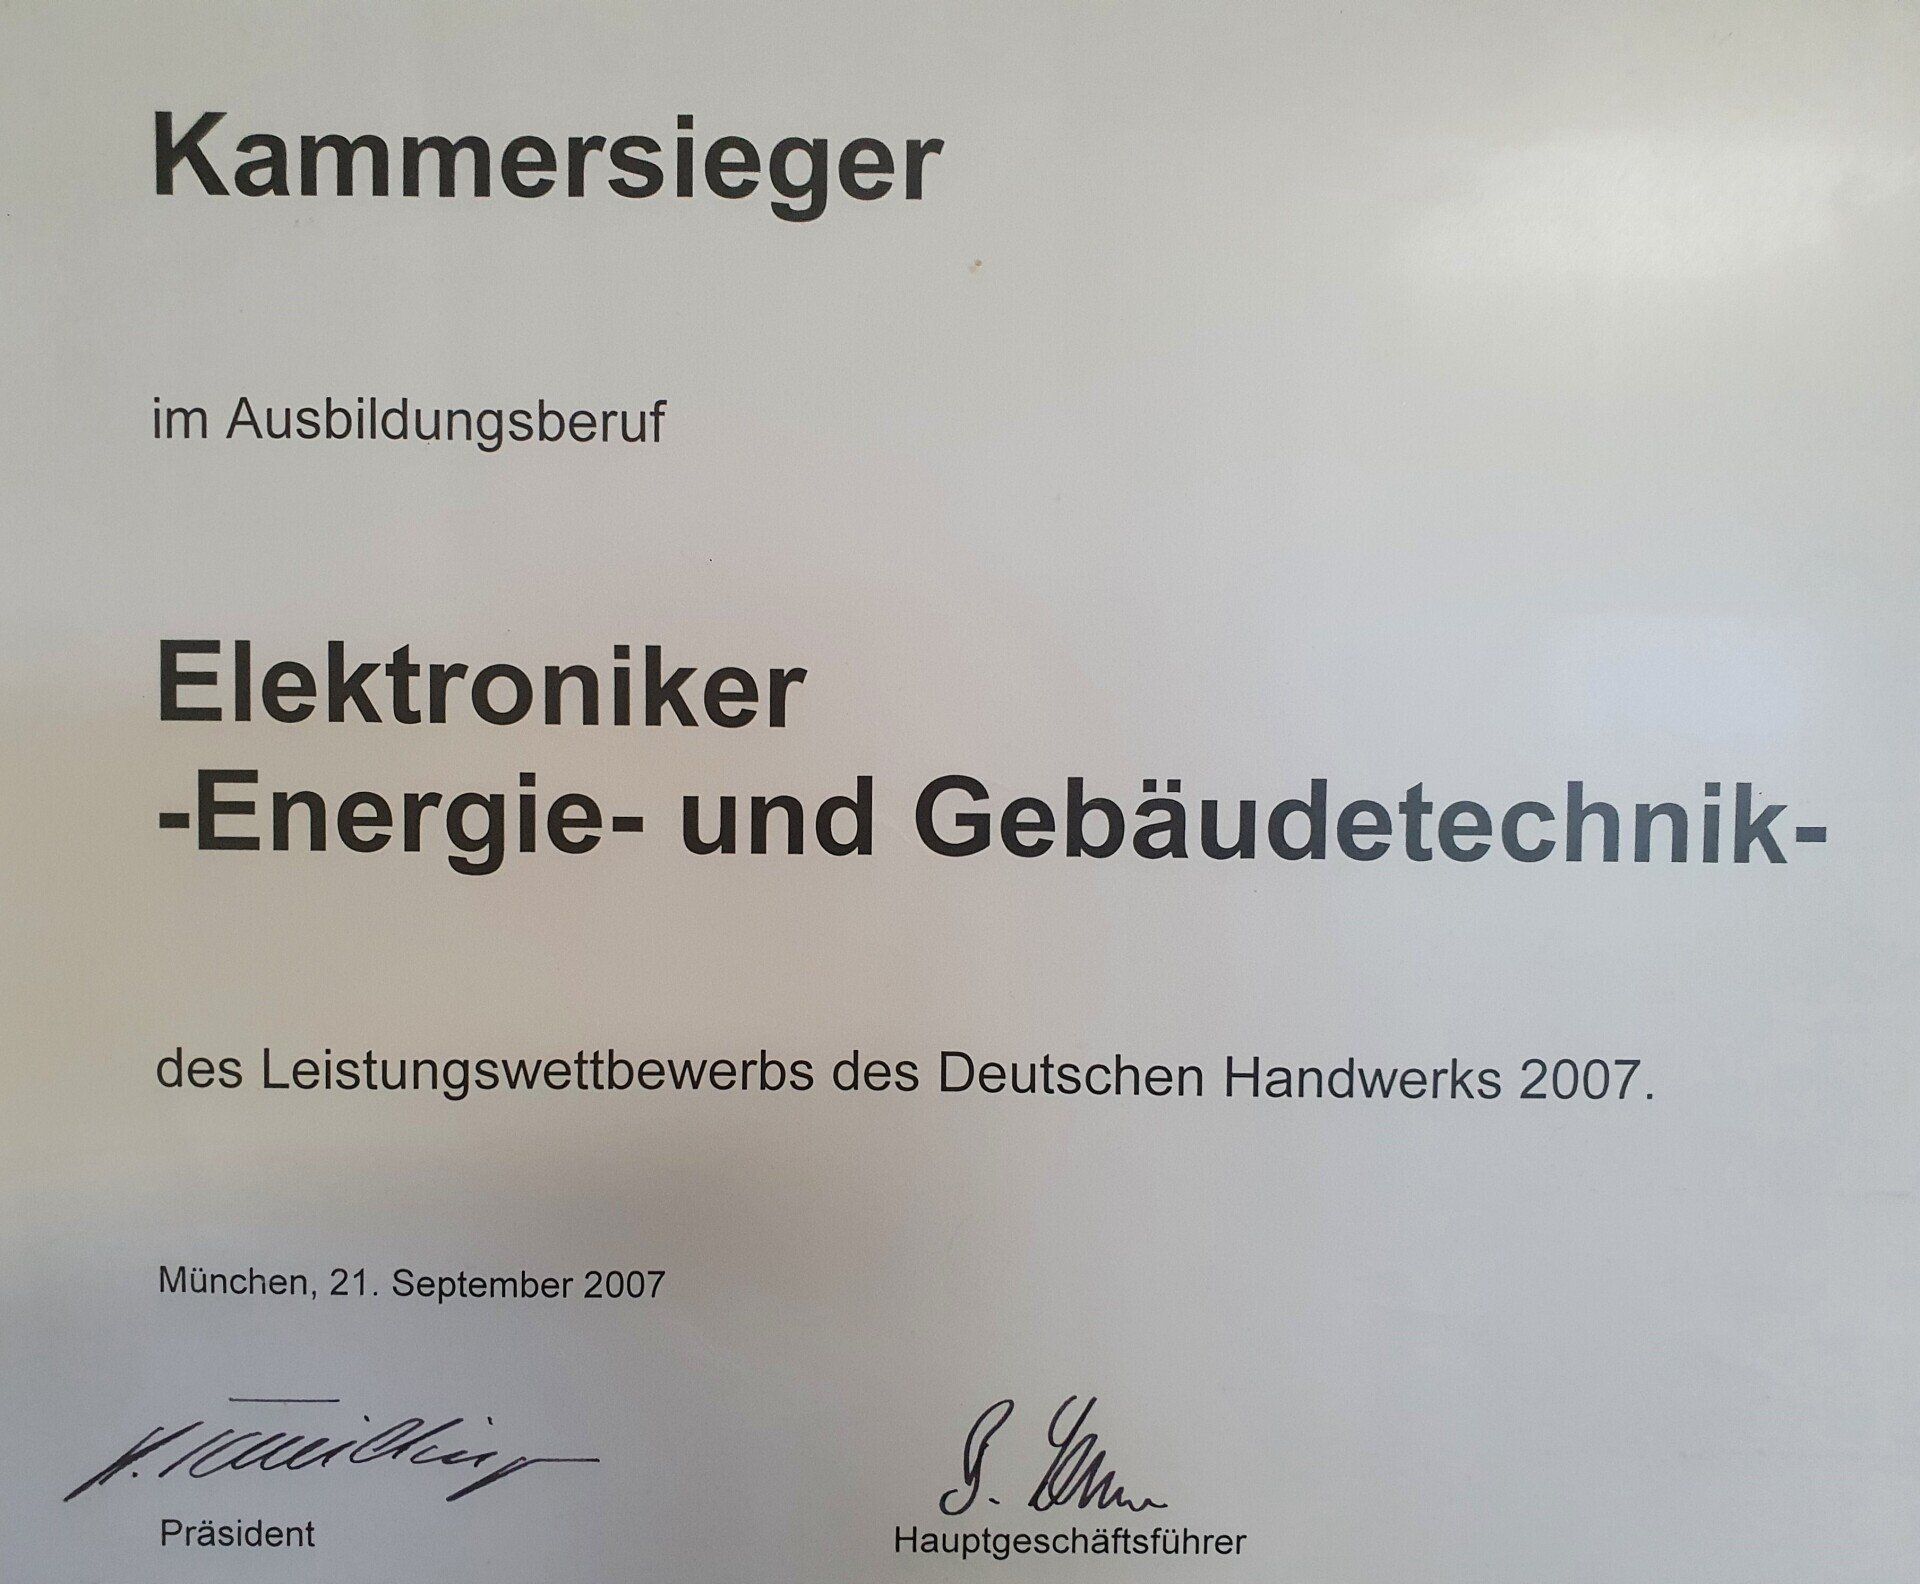 Kammersieger
im Ausbildungsberuf
Elektroniker
-Energie- und Gebäudetechnik-
des Leistungswettbewerbs des Deutschen Handwerks 2007.
München, 21. September 2007
Präsident
Hauptgeschäftsführer